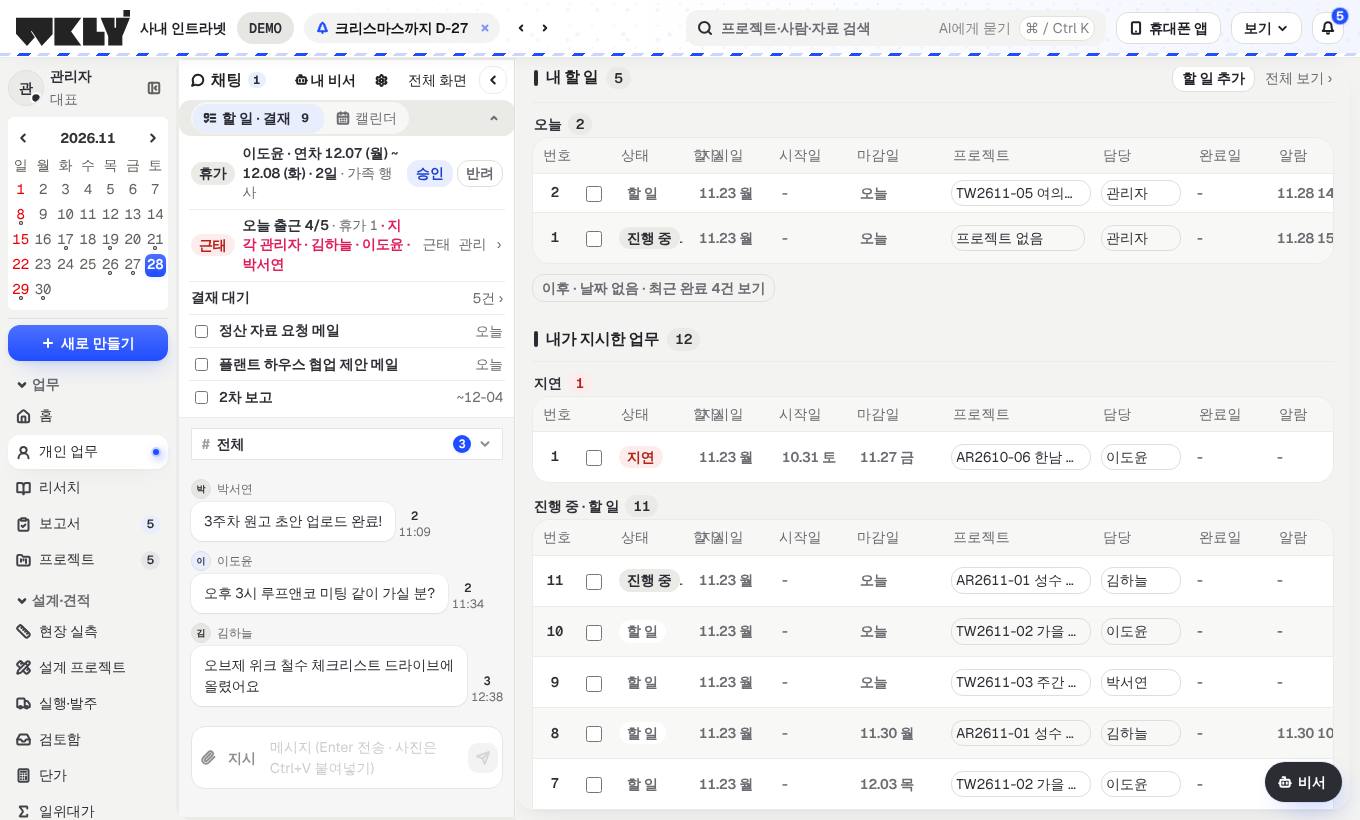 WKLY 사내 인트라넷 DEMO 크리스마스까지 D-27 × ‹ › 프로젝트·사람·자료 검색 AI에게 묻기 ⌘ / Ctrl K 휴대폰 앱 보기 5
관 관리자
대표
2026.11
일 월 화 수 목 금 토
1 2 3 4 5 6 7
8 9 10 11 12 13 14
15 16 17 18 19 20 21
22 23 24 25 26 27 28
29 30
+ 새로 만들기
업무
홈
개인 업무
리서치
보고서 5
프로젝트 5
설계·견적
현장 실측
설계 프로젝트
실행·발주
검토함
단가
Σ 일위대가
채팅 1 내 비서 전체 화면
할 일 · 결재 9 캘린더
휴가 이도윤 · 연차 12.07 (월) ~
12.08 (화) · 2일 · 가족 행
사
승인 반려
근태 오늘 출근 4/5 · 휴가 1 · 지
각 관리자 · 김하늘 · 이도윤 ·
박서연
근태 관리 ›
결재 대기 5건 ›
정산 자료 요청 메일 오늘
플랜트 하우스 협업 제안 메일 오늘
2차 보고 ~12-04
# 전체 3
박 박서연
3주차 원고 초안 업로드 완료! 2
11:09
이 이도윤
오후 3시 루프앤코 미팅 같이 가실 분? 2
11:34
김 김하늘
오브제 위크 철수 체크리스트 드라이브에
올렸어요 3
12:38
지시 메시지 (Enter 전송 · 사진은
Ctrl+V 붙여넣기)
내 할 일 5 할 일 추가 전체 보기 ›
오늘 2
번호 상태 시작일 마감일 프로젝트 담당 완료일 알람
2 할 일 11.23 월 - 오늘 TW2611-05 여의... 관리자 - 11.28 14
1 진행 중 . 11.23 월 - 오늘 프로젝트 없음 관리자 - 11.28 15
이후 · 날짜 없음 · 최근 완료 4건 보기
내가 지시한 업무 12
지연 1
번호 상태 시작일 마감일 프로젝트 담당 완료일 알람
1 지연 11.23 월 10.31 토 11.27 금 AR2610-06 한남 ... 이도윤 - -
진행 중 · 할 일 11
번호 상태 시작일 마감일 프로젝트 담당 완료일 알람
11 진행 중 . 11.23 월 - 오늘 AR2611-01 성수 ... 김하늘 - -
10 할 일 11.23 월 - 오늘 TW2611-02 가을 ... 이도윤 - -
9 할 일 11.23 월 - 오늘 TW2611-03 주간 ... 박서연 - -
8 할 일 11.23 월 - 11.30 월 AR2611-01 성수 ... 김하늘 - 11.30 10
7 할 일 11.23 월 - 12.03 목 TW2611-02 가을 ... 이도윤 -
비서